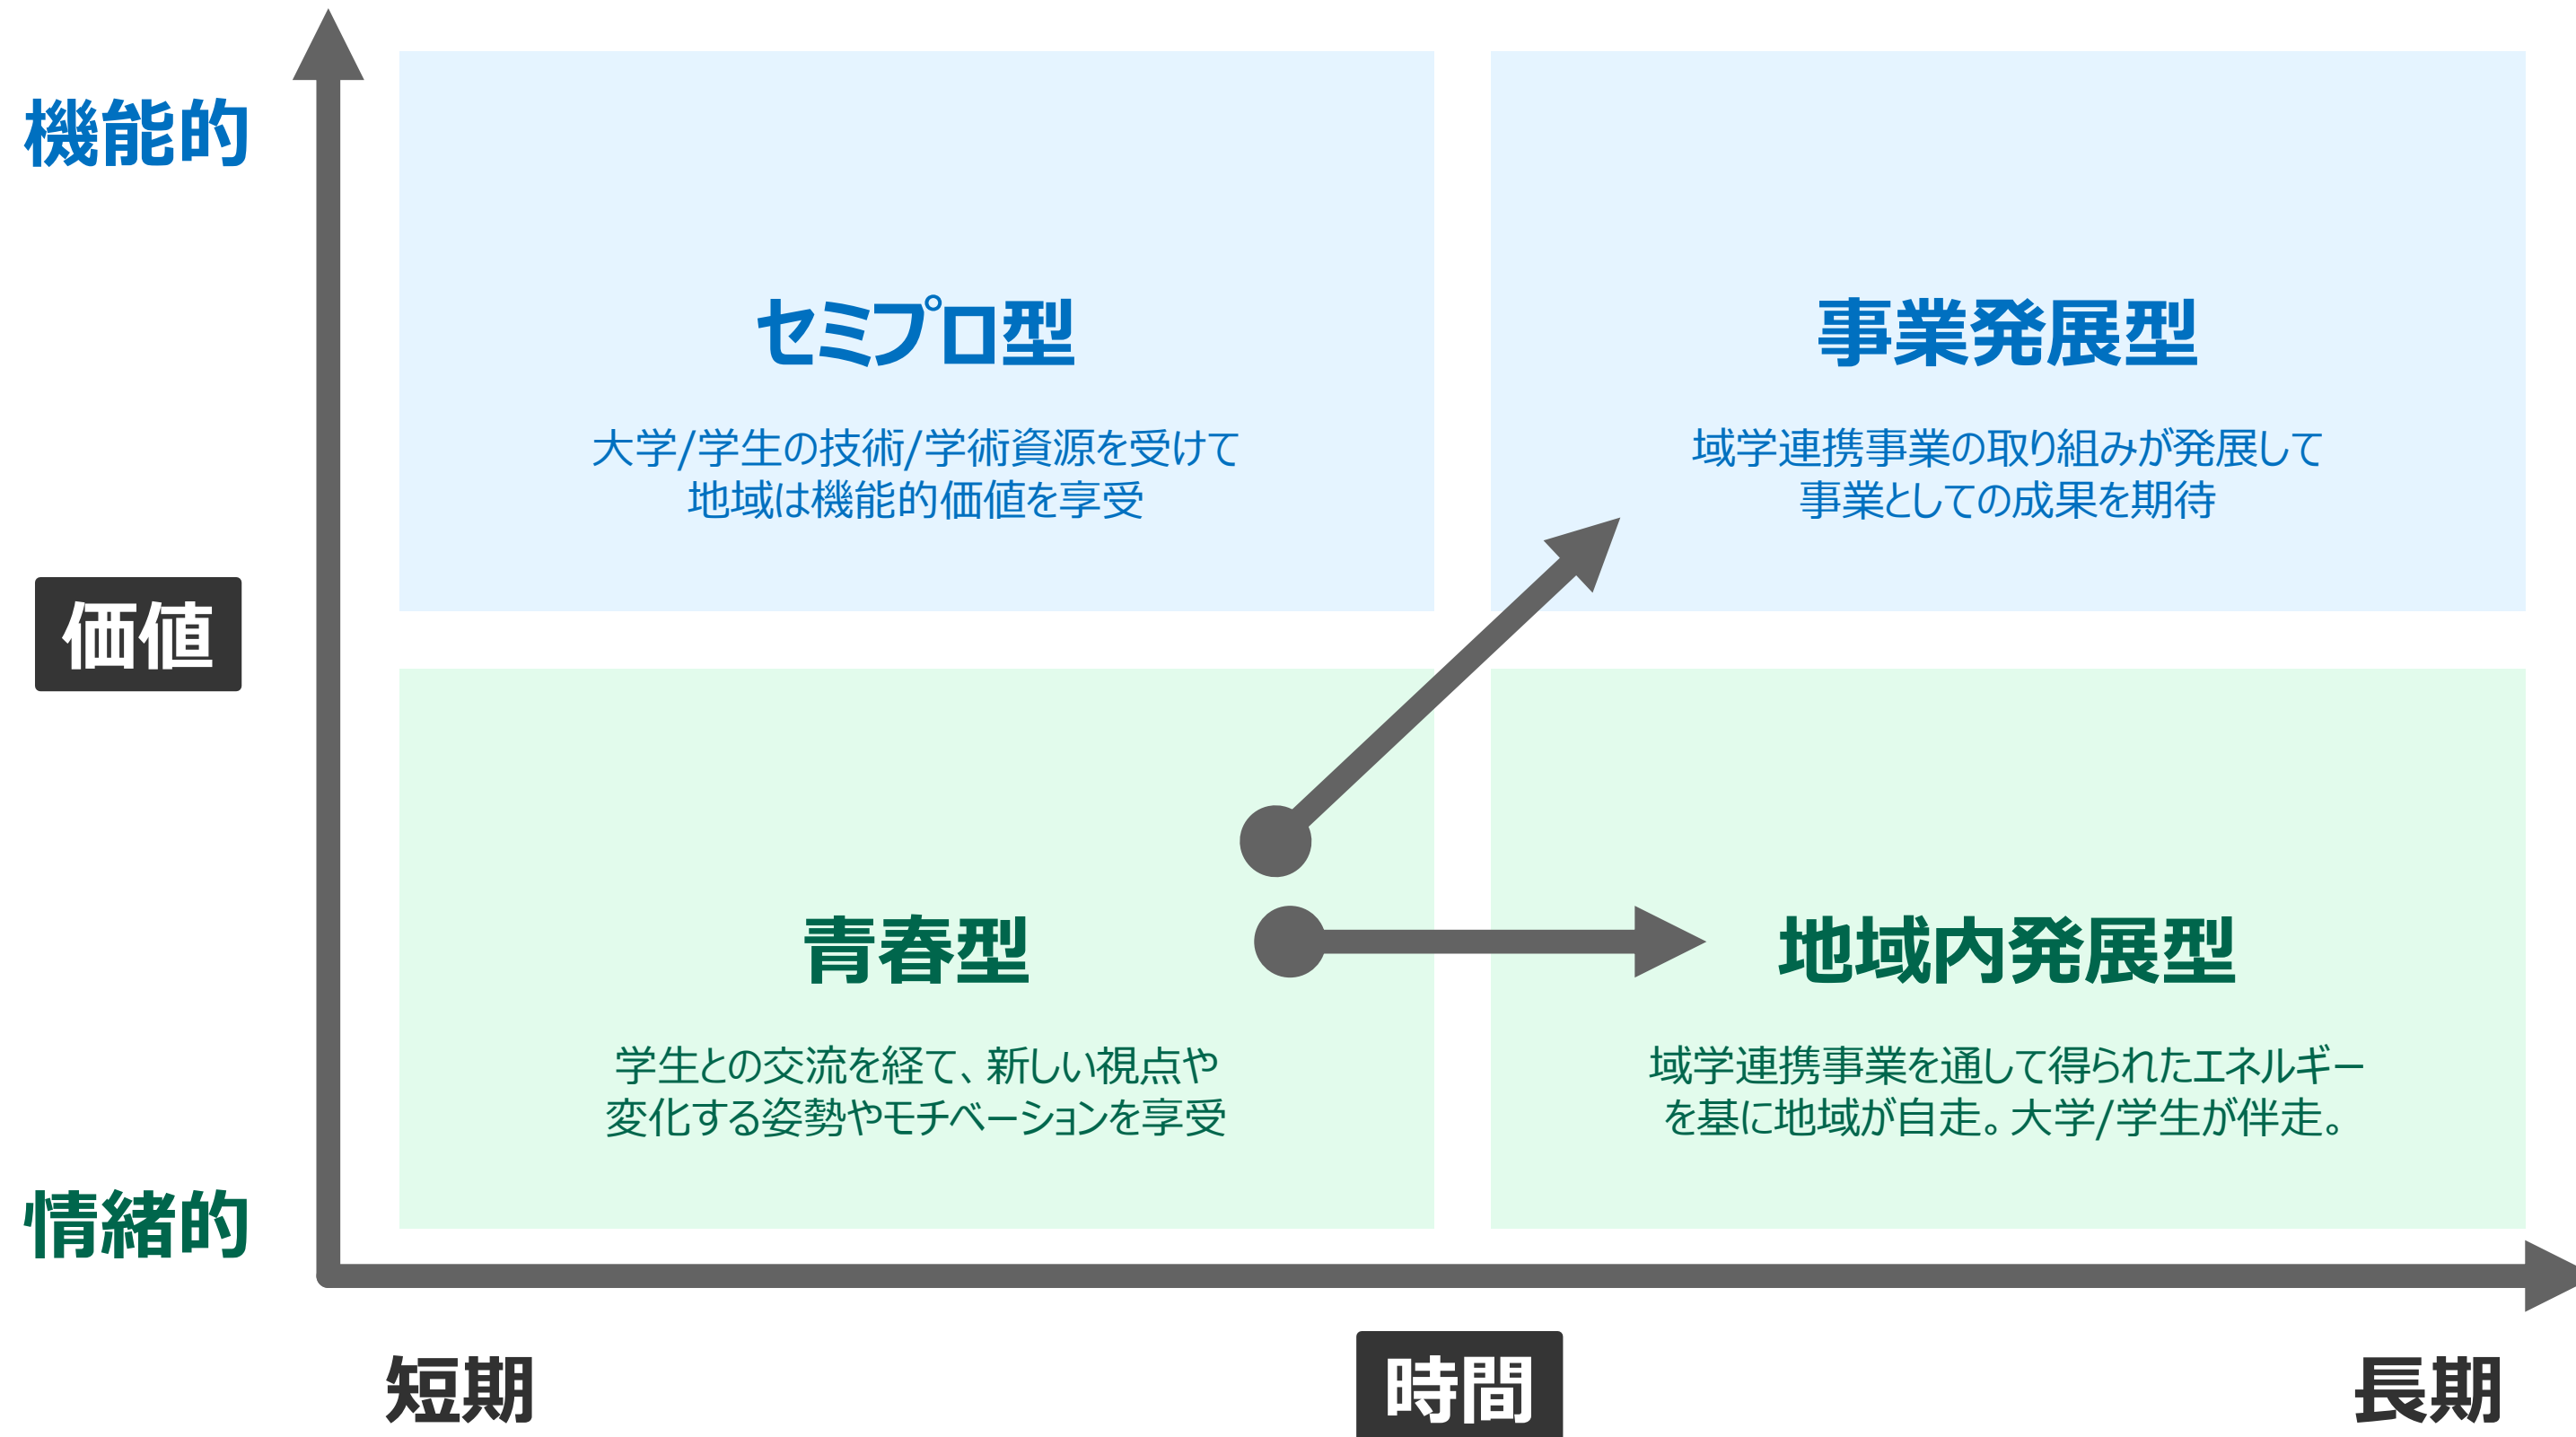 機能的
セミプロ型
大学/学生の技術/学術資源を受けて
地域は機能的価値を享受
事業発展型
域学連携事業の取り組みが発展して
事業としての成果を期待
価値
青春型
学生との交流を経て、新しい視点や
変化する姿勢やモチベーションを享受
地域内発展型
域学連携事業を通して得られたエネルギー
を基に地域が自走。大学/学生が伴走。
情緒的
短期
時間
長期